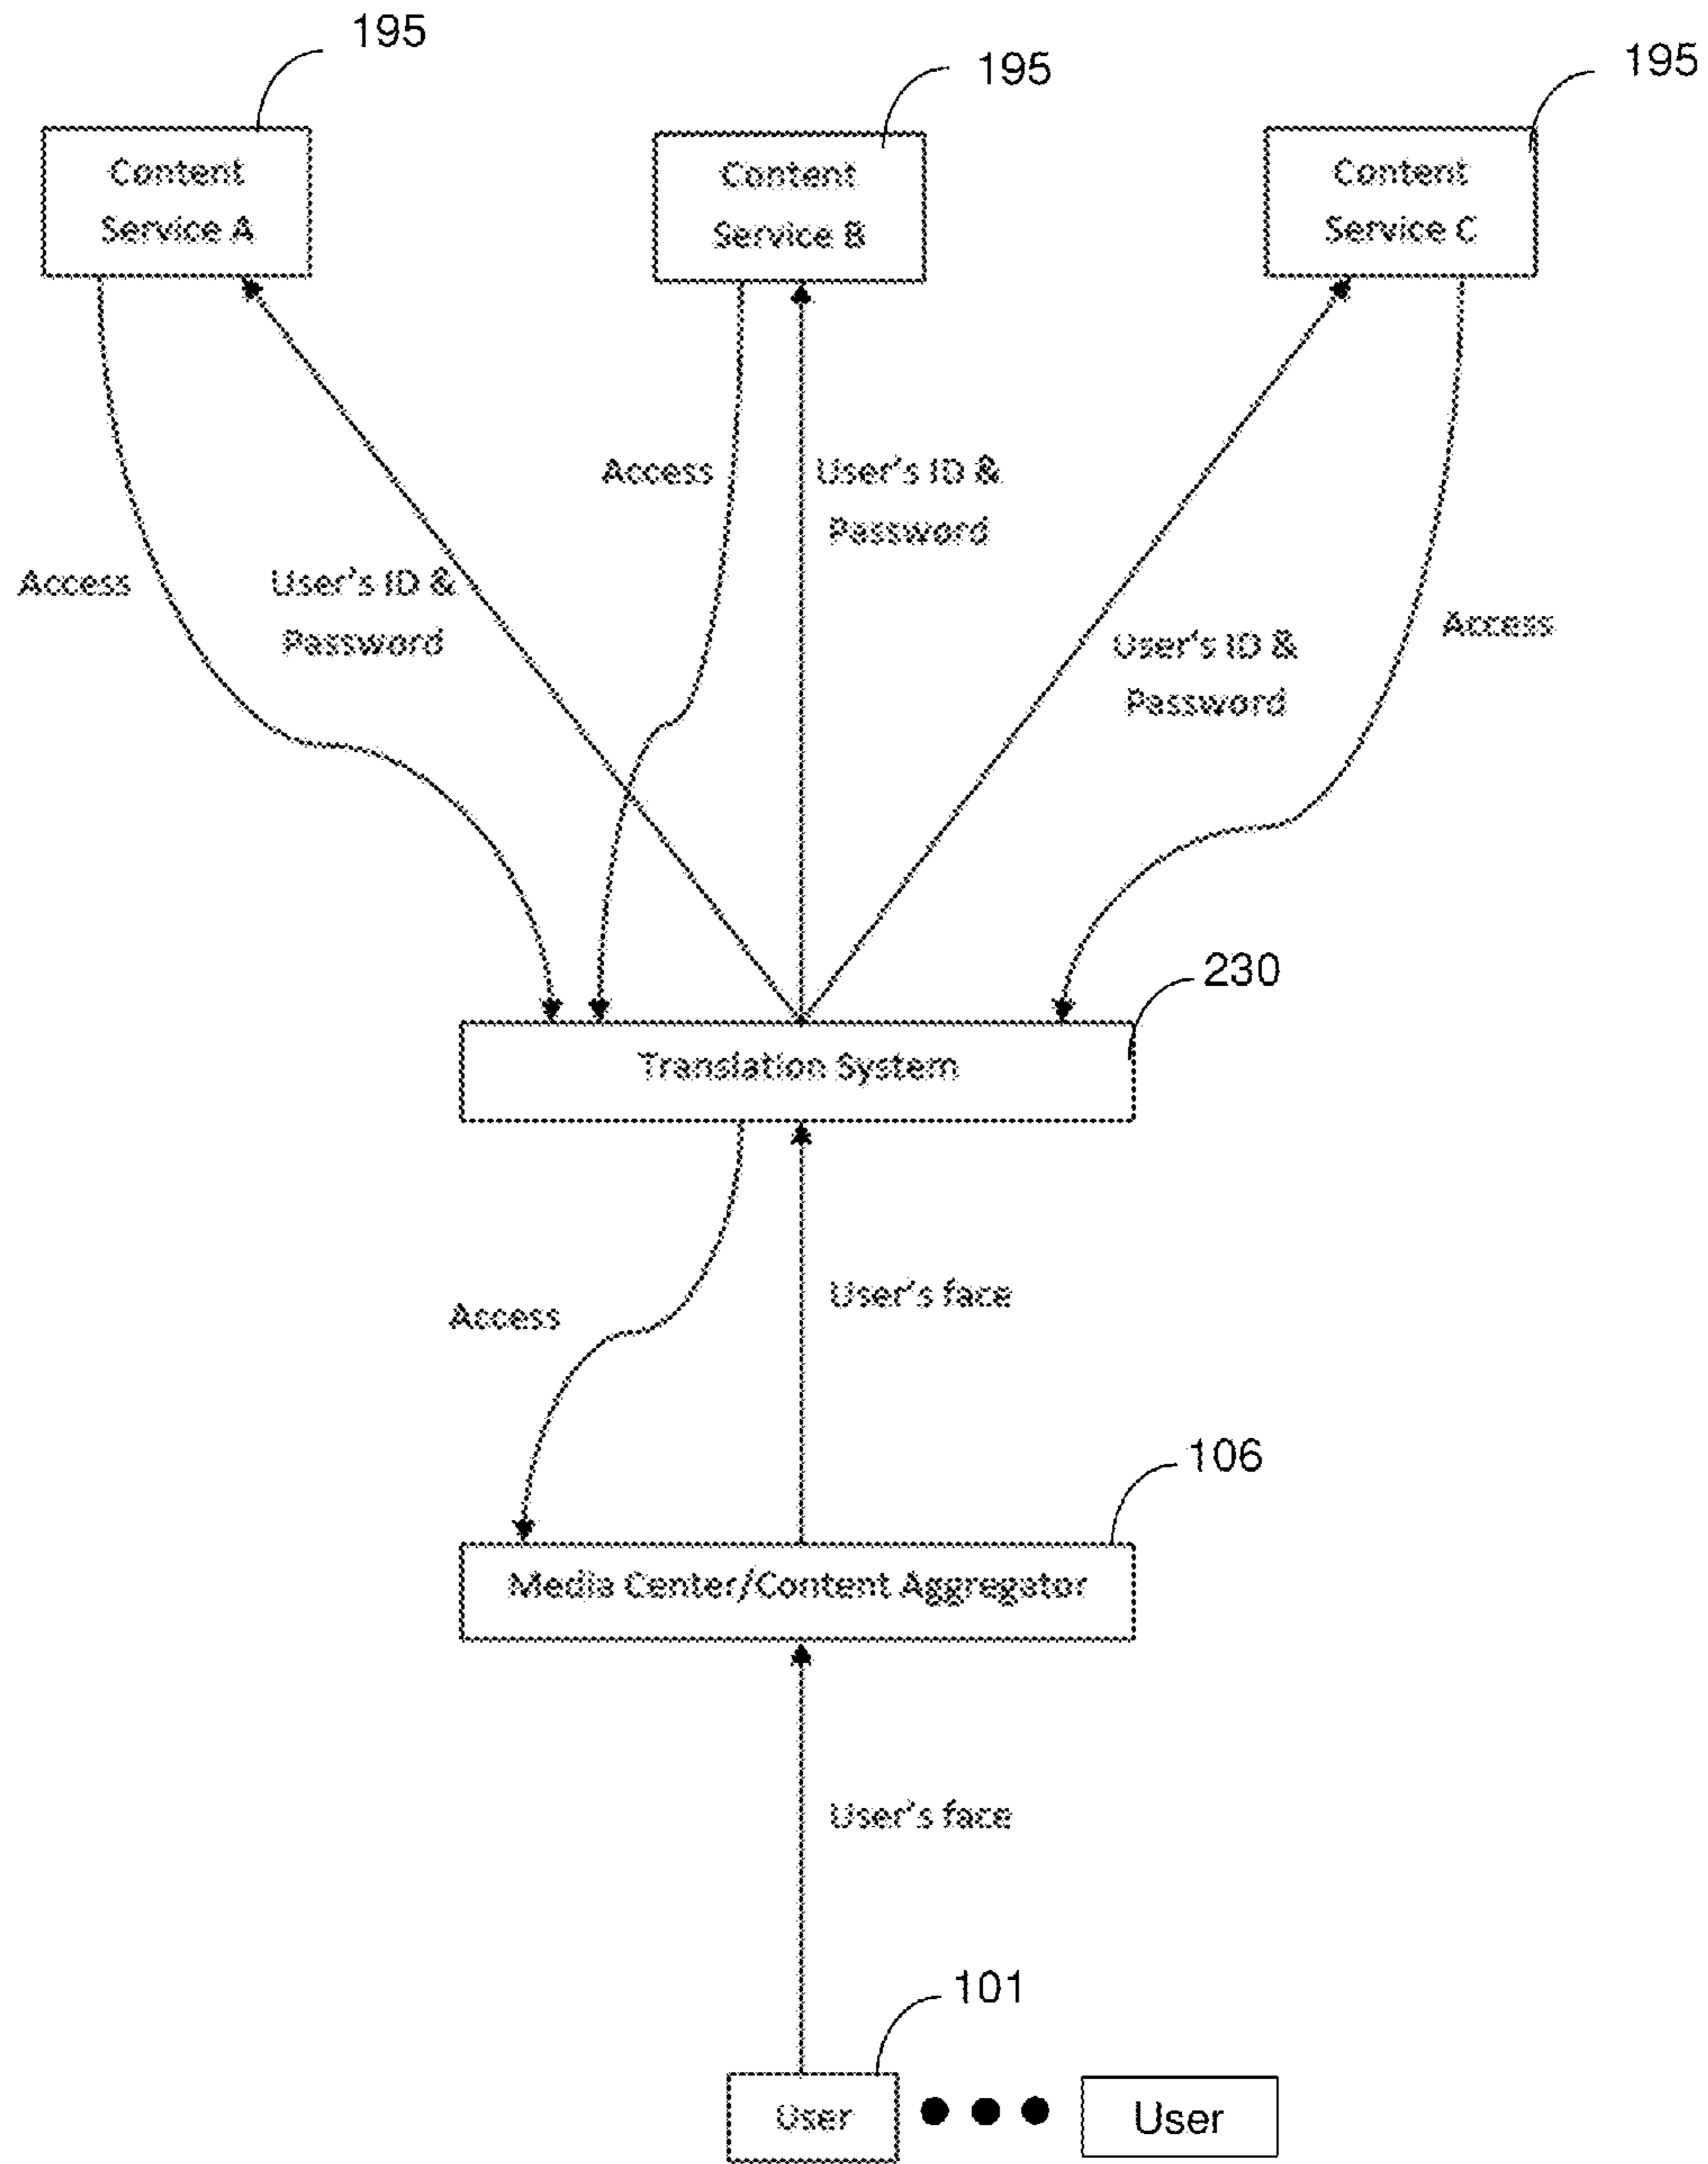 195
195
195
Content
Service A
Content
Service B
Content
Service C
Access
User's ID &
Password
Access
User's ID &
Password
User's ID &
Password
Access
230
Translation System
Access
User's face
106
Media Center/Content Aggregator
User's face
101
User
User